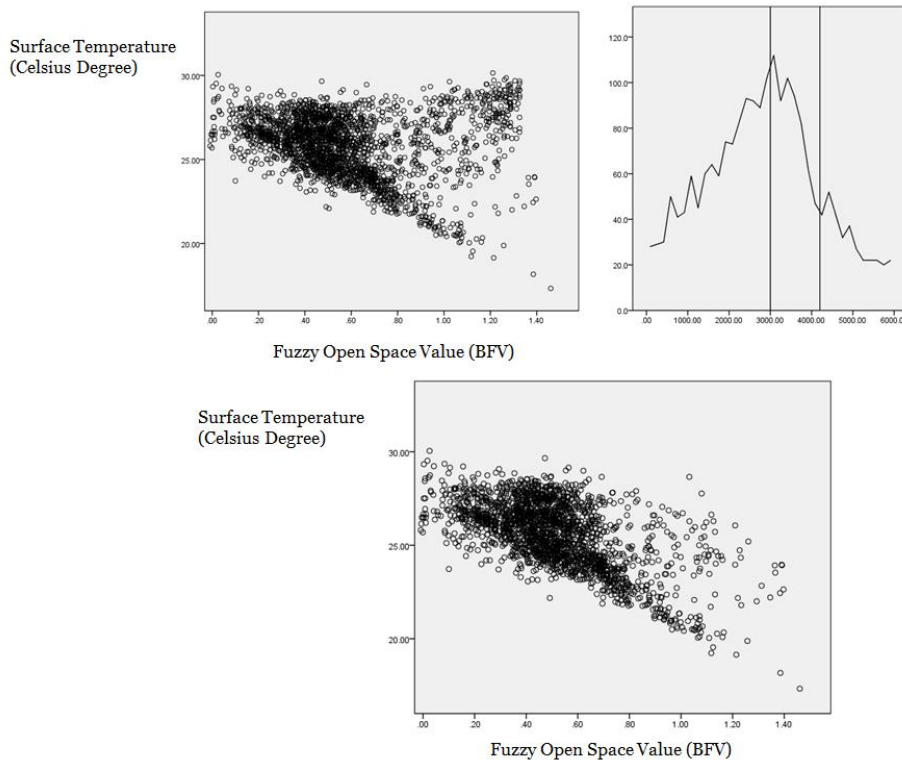 Surface Temperature
(Celsius Degree)
30.00
25.00
20.00
.00 .20 .40 .60 .80 1.00 1.20 1.40
Fuzzy Open Space Value (BFV)
120.0
100.0
80.0
60.0
40.0
20.0
0.0
.00 1000.00 2000.00 3000.00 4000.00 5000.00 6000.00
Surface Temperature
(Celsius Degree)
30.00
25.00
20.00
.00 .20 .40 .60 .80 1.00 1.20 1.40
Fuzzy Open Space Value (BFV)